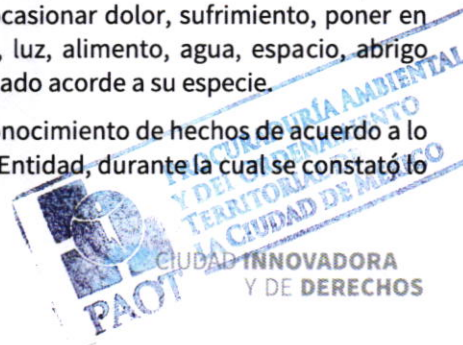 ocasionar dolor, sufrimiento, poner en
, luz, alimento, agua, espacio, abrigo
ado acorde a su especie.
onocimiento de hechos de acuerdo a lo
Entidad, durante la cual se constató lo
PROCURADURÍA AMBIENTAL
Y DEL ORDENAMIENTO
TERRITORIAL DE
LA CIUDAD DE MÉXICO
PAOT
CIUDAD INNOVADORA
Y DE DERECHOS